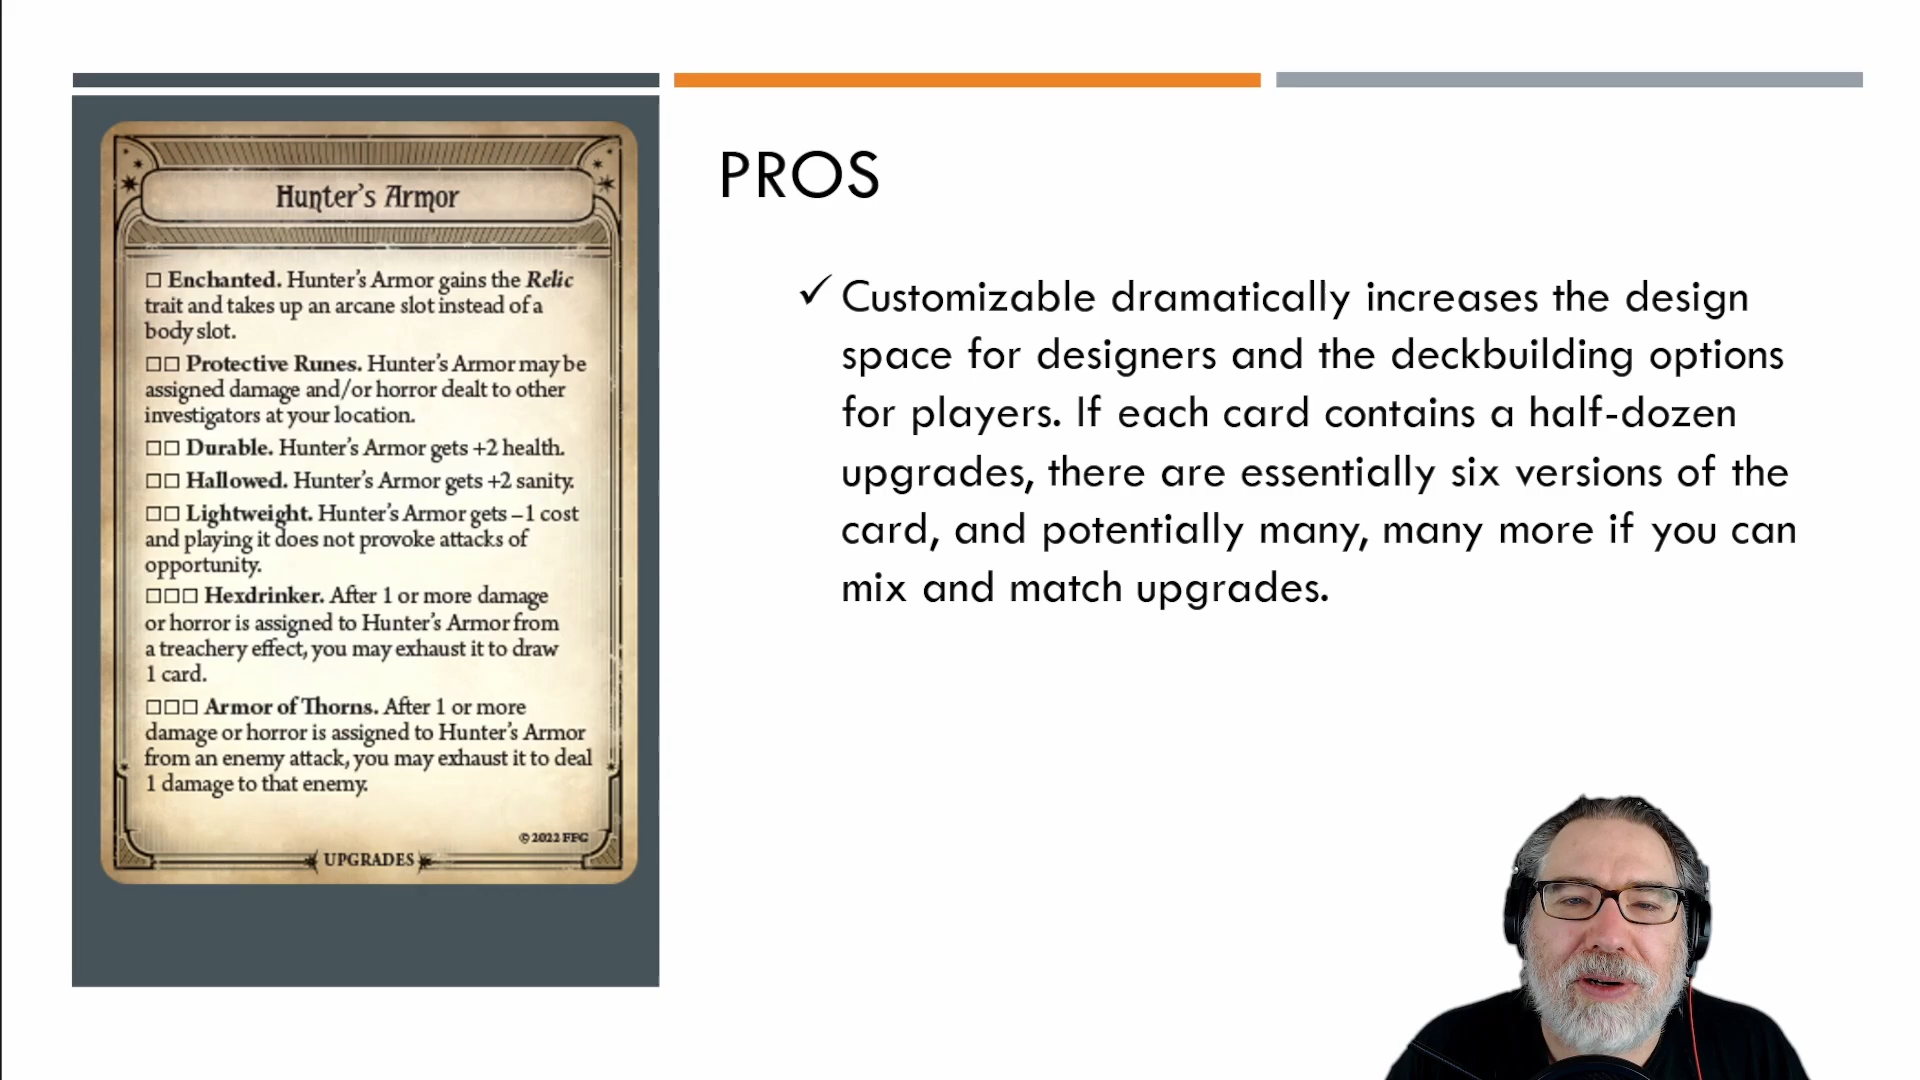 Hunter's Armor
□ Enchanted. Hunter's Armor gains the Relic
trait and takes up an arcane slot instead of a
body slot.
□□ Protective Runes. Hunter's Armor may be
assigned damage and/or horror dealt to other
investigators at your location.
□□ Durable. Hunter's Armor gets +2 health.
□□ Hallowed. Hunter's Armor gets +2 sanity.
□□ Lightweight. Hunter's Armor gets –1 cost
and playing it does not provoke attacks of
opportunity.
□□□ Hexdrinker. After 1 or more damage
or horror is assigned to Hunter's Armor from
a treachery effect, you may exhaust it to draw
1 card.
□□□ Armor of Thorns. After 1 or more
damage or horror is assigned to Hunter's Armor
from an enemy attack, you may exhaust it to deal
1 damage to that enemy.
© 2022 FFG
UPGRADES
PROS
✓ Customizable dramatically increases the design
space for designers and the deckbuilding options
for players. If each card contains a half-dozen
upgrades, there are essentially six versions of the
card, and potentially many, many more if you can
mix and match upgrades.